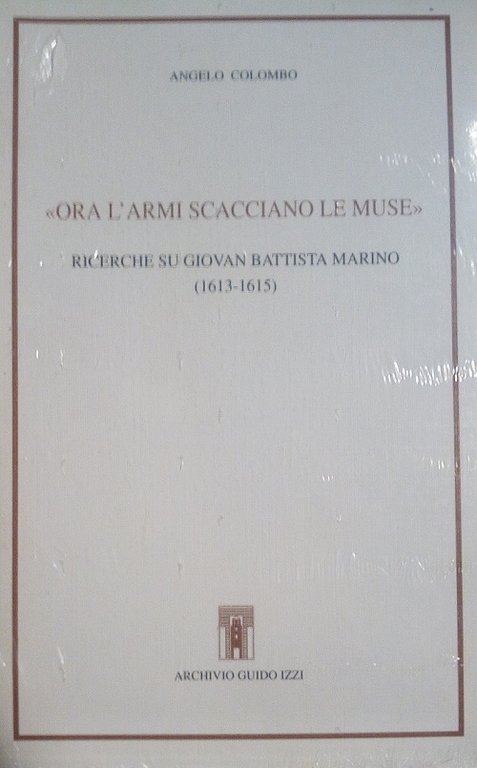 ANGELO COLOMBO
«ORA L'ARMI SCACCIANO LE MUSE»
RICERCHE SU GIOVAN BATTISTA MARINO
(1613-1615)
ARCHIVIO GUIDO IZZI